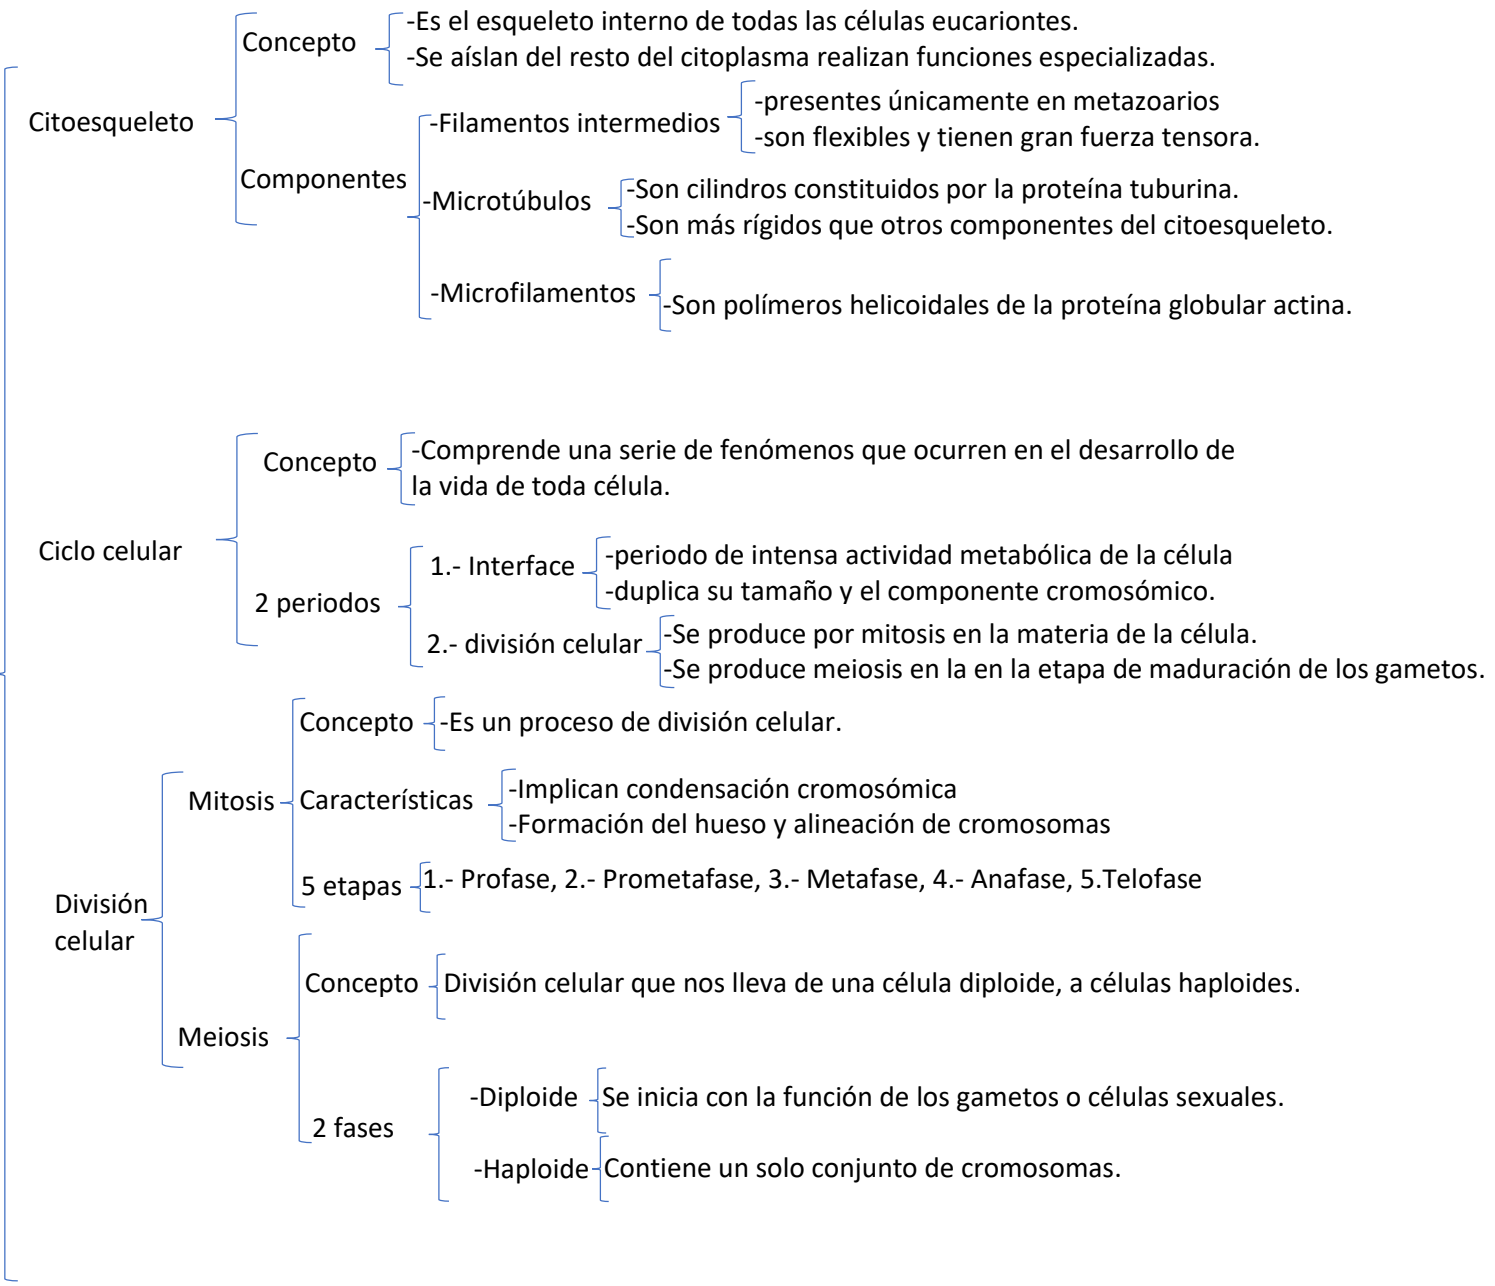 Citoesqueleto
Concepto
-Es el esqueleto interno de todas las células eucariontes.
-Se aíslan del resto del citoplasma realizan funciones especializadas.
Componentes
-Filamentos intermedios
-presentes únicamente en metazoarios
-son flexibles y tienen gran fuerza tensora.
-Microtúbulos
-Son cilindros constituidos por la proteína tuburina.
-Son más rígidos que otros componentes del citoesqueleto.
-Microfilamentos
-Son polímeros helicoidales de la proteína globular actina.
Ciclo celular
Concepto
-Comprende una serie de fenómenos que ocurren en el desarrollo de
la vida de toda célula.
2 periodos
1.- Interface
-periodo de intensa actividad metabólica de la célula
-duplica su tamaño y el componente cromosómico.
2.- división celular
-Se produce por mitosis en la materia de la célula.
-Se produce meiosis en la en la etapa de maduración de los gametos.
División
celular
Mitosis
Concepto
-Es un proceso de división celular.
Características
-Implican condensación cromosómica
-Formación del hueso y alineación de cromosomas
5 etapas
1.- Profase, 2.- Prometafase, 3.- Metafase, 4.- Anafase, 5.Telofase
Meiosis
Concepto
División celular que nos lleva de una célula diploide, a células haploides.
2 fases
-Diploide
Se inicia con la función de los gametos o células sexuales.
-Haploide
Contiene un solo conjunto de cromosomas.